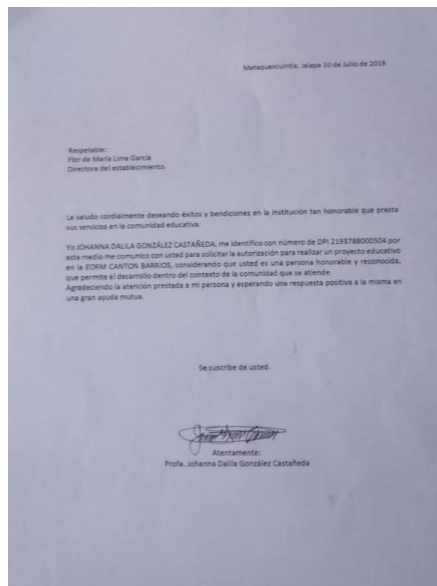 Mataquescuintla, Jalapa 10 de Julio de 2019
Respetable:
Flor de María Lima García
Directora del establecimiento.
La saludo cordialmente deseando éxitos y bendiciones en la institución tan honorable que presta
sus servicios en la comunidad educativa.
Yo JOHANNA DALILA GONZÁLEZ CASTAÑEDA, me identifico con número de DPI 2193788000504 por
este medio me comunico con usted para solicitar la autorización para realizar un proyecto educativo
en la EORM CANTON BARRIOS, considerando que usted es una persona honorable y reconocida,
que permite el desarrollo dentro del contexto de la comunidad que se atiende.
Agradeciendo la atención prestada a mi persona y esperando una respuesta positiva a la misma en
una gran ayuda mutua.
Se suscribe de usted.
Atentamente:
Profa. Johanna Dalila González Castañeda